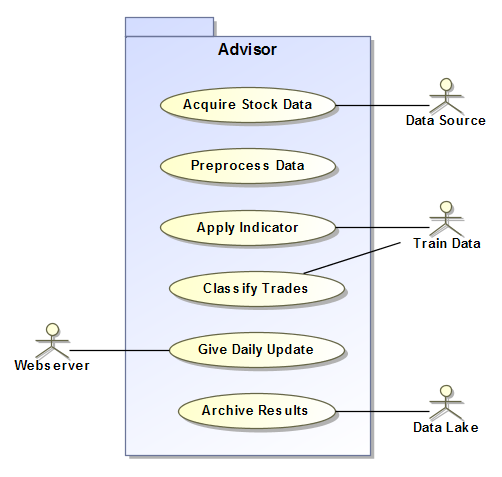 Advisor
Acquire Stock Data
Data Source
Preprocess Data
Apply Indicator
Train Data
Classify Trades
Give Daily Update
Webserver
Archive Results
Data Lake